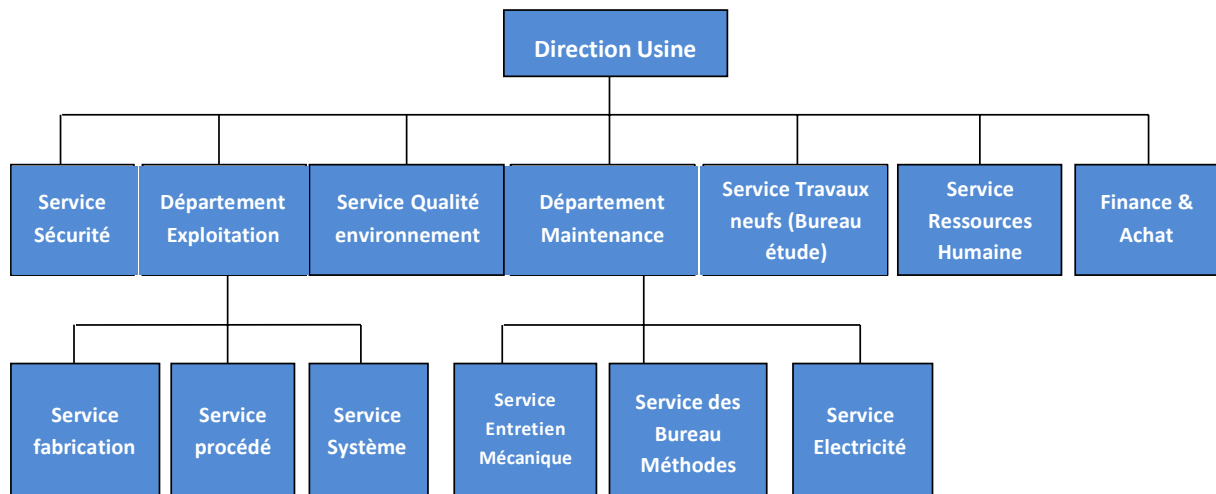 Direction Usine
Service
Sécurité
Département
Exploitation
Service Qualité
environnement
Département
Maintenance
Service Travaux
neufs (Bureau
étude)
Service
Ressources
Humaine
Finance &
Achat
Service
fabrication
Service
procédé
Service
Système
Service
Entretien
Mécanique
Service des
Bureau
Méthodes
Service
Electricité